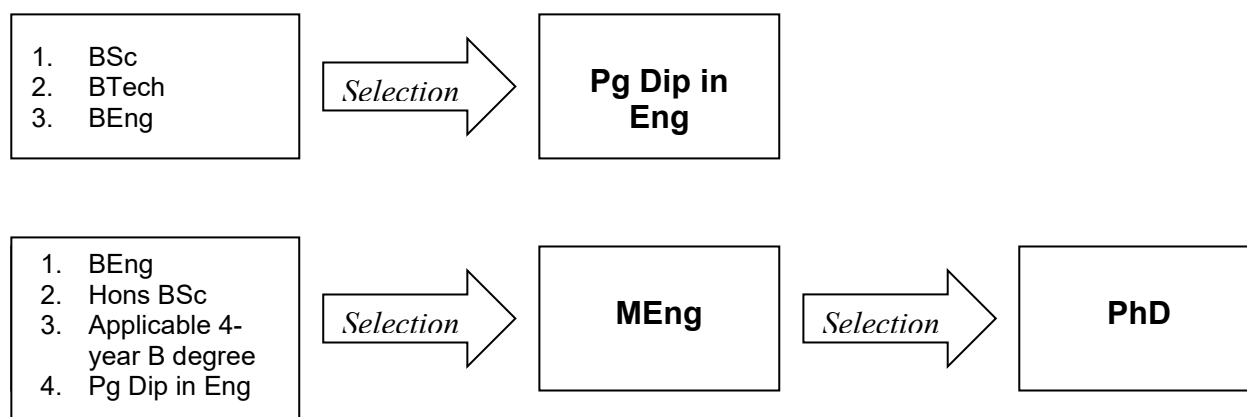 1. BSc
2. BTech
3. BEng
Selection
Pg Dip in
Eng
1. BEng
2. Hons BSc
3. Applicable 4-
year B degree
4. Pg Dip in Eng
Selection
MEng
Selection
PhD